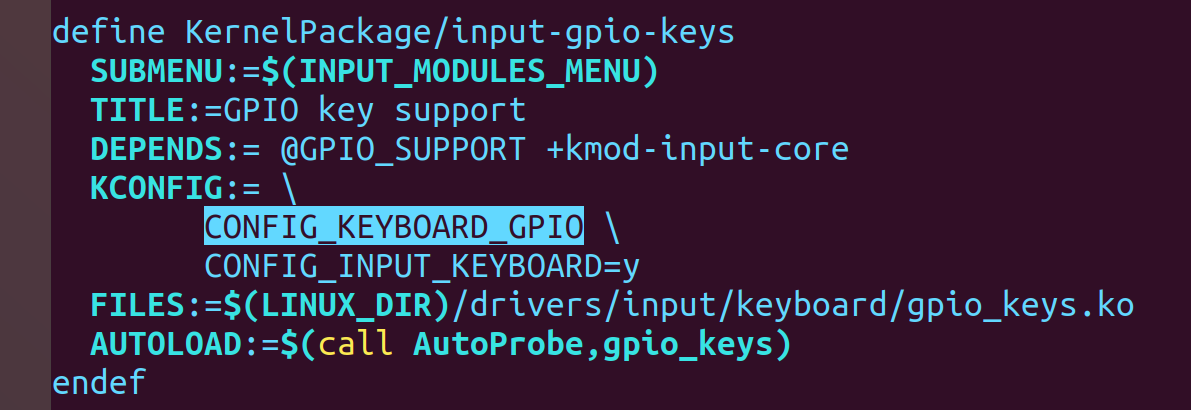 define KernelPackage/input-gpio-keys
  SUBMENU:=$(INPUT_MODULES_MENU)
  TITLE:=GPIO key support
  DEPENDS:= @GPIO_SUPPORT +kmod-input-core
  KCONFIG:= \
        CONFIG_KEYBOARD_GPIO \
        CONFIG_INPUT_KEYBOARD=y
  FILES:=$(LINUX_DIR)/drivers/input/keyboard/gpio_keys.ko
  AUTOLOAD:=$(call AutoProbe,gpio_keys)
endef